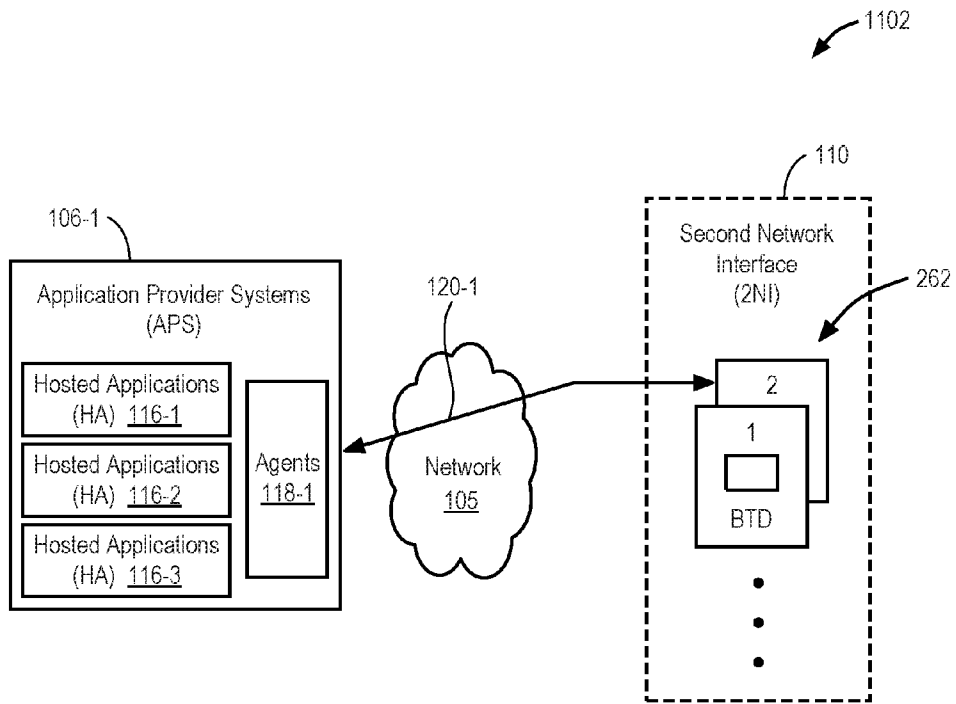 1102
110
106-1
Second Network
Interface
(2NI)
262
120-1
Application Provider Systems
(APS)
Hosted Applications
(HA) 116-1
Hosted Applications
(HA) 116-2
Hosted Applications
(HA) 116-3
Agents
118-1
Network
105
2
1
BTD